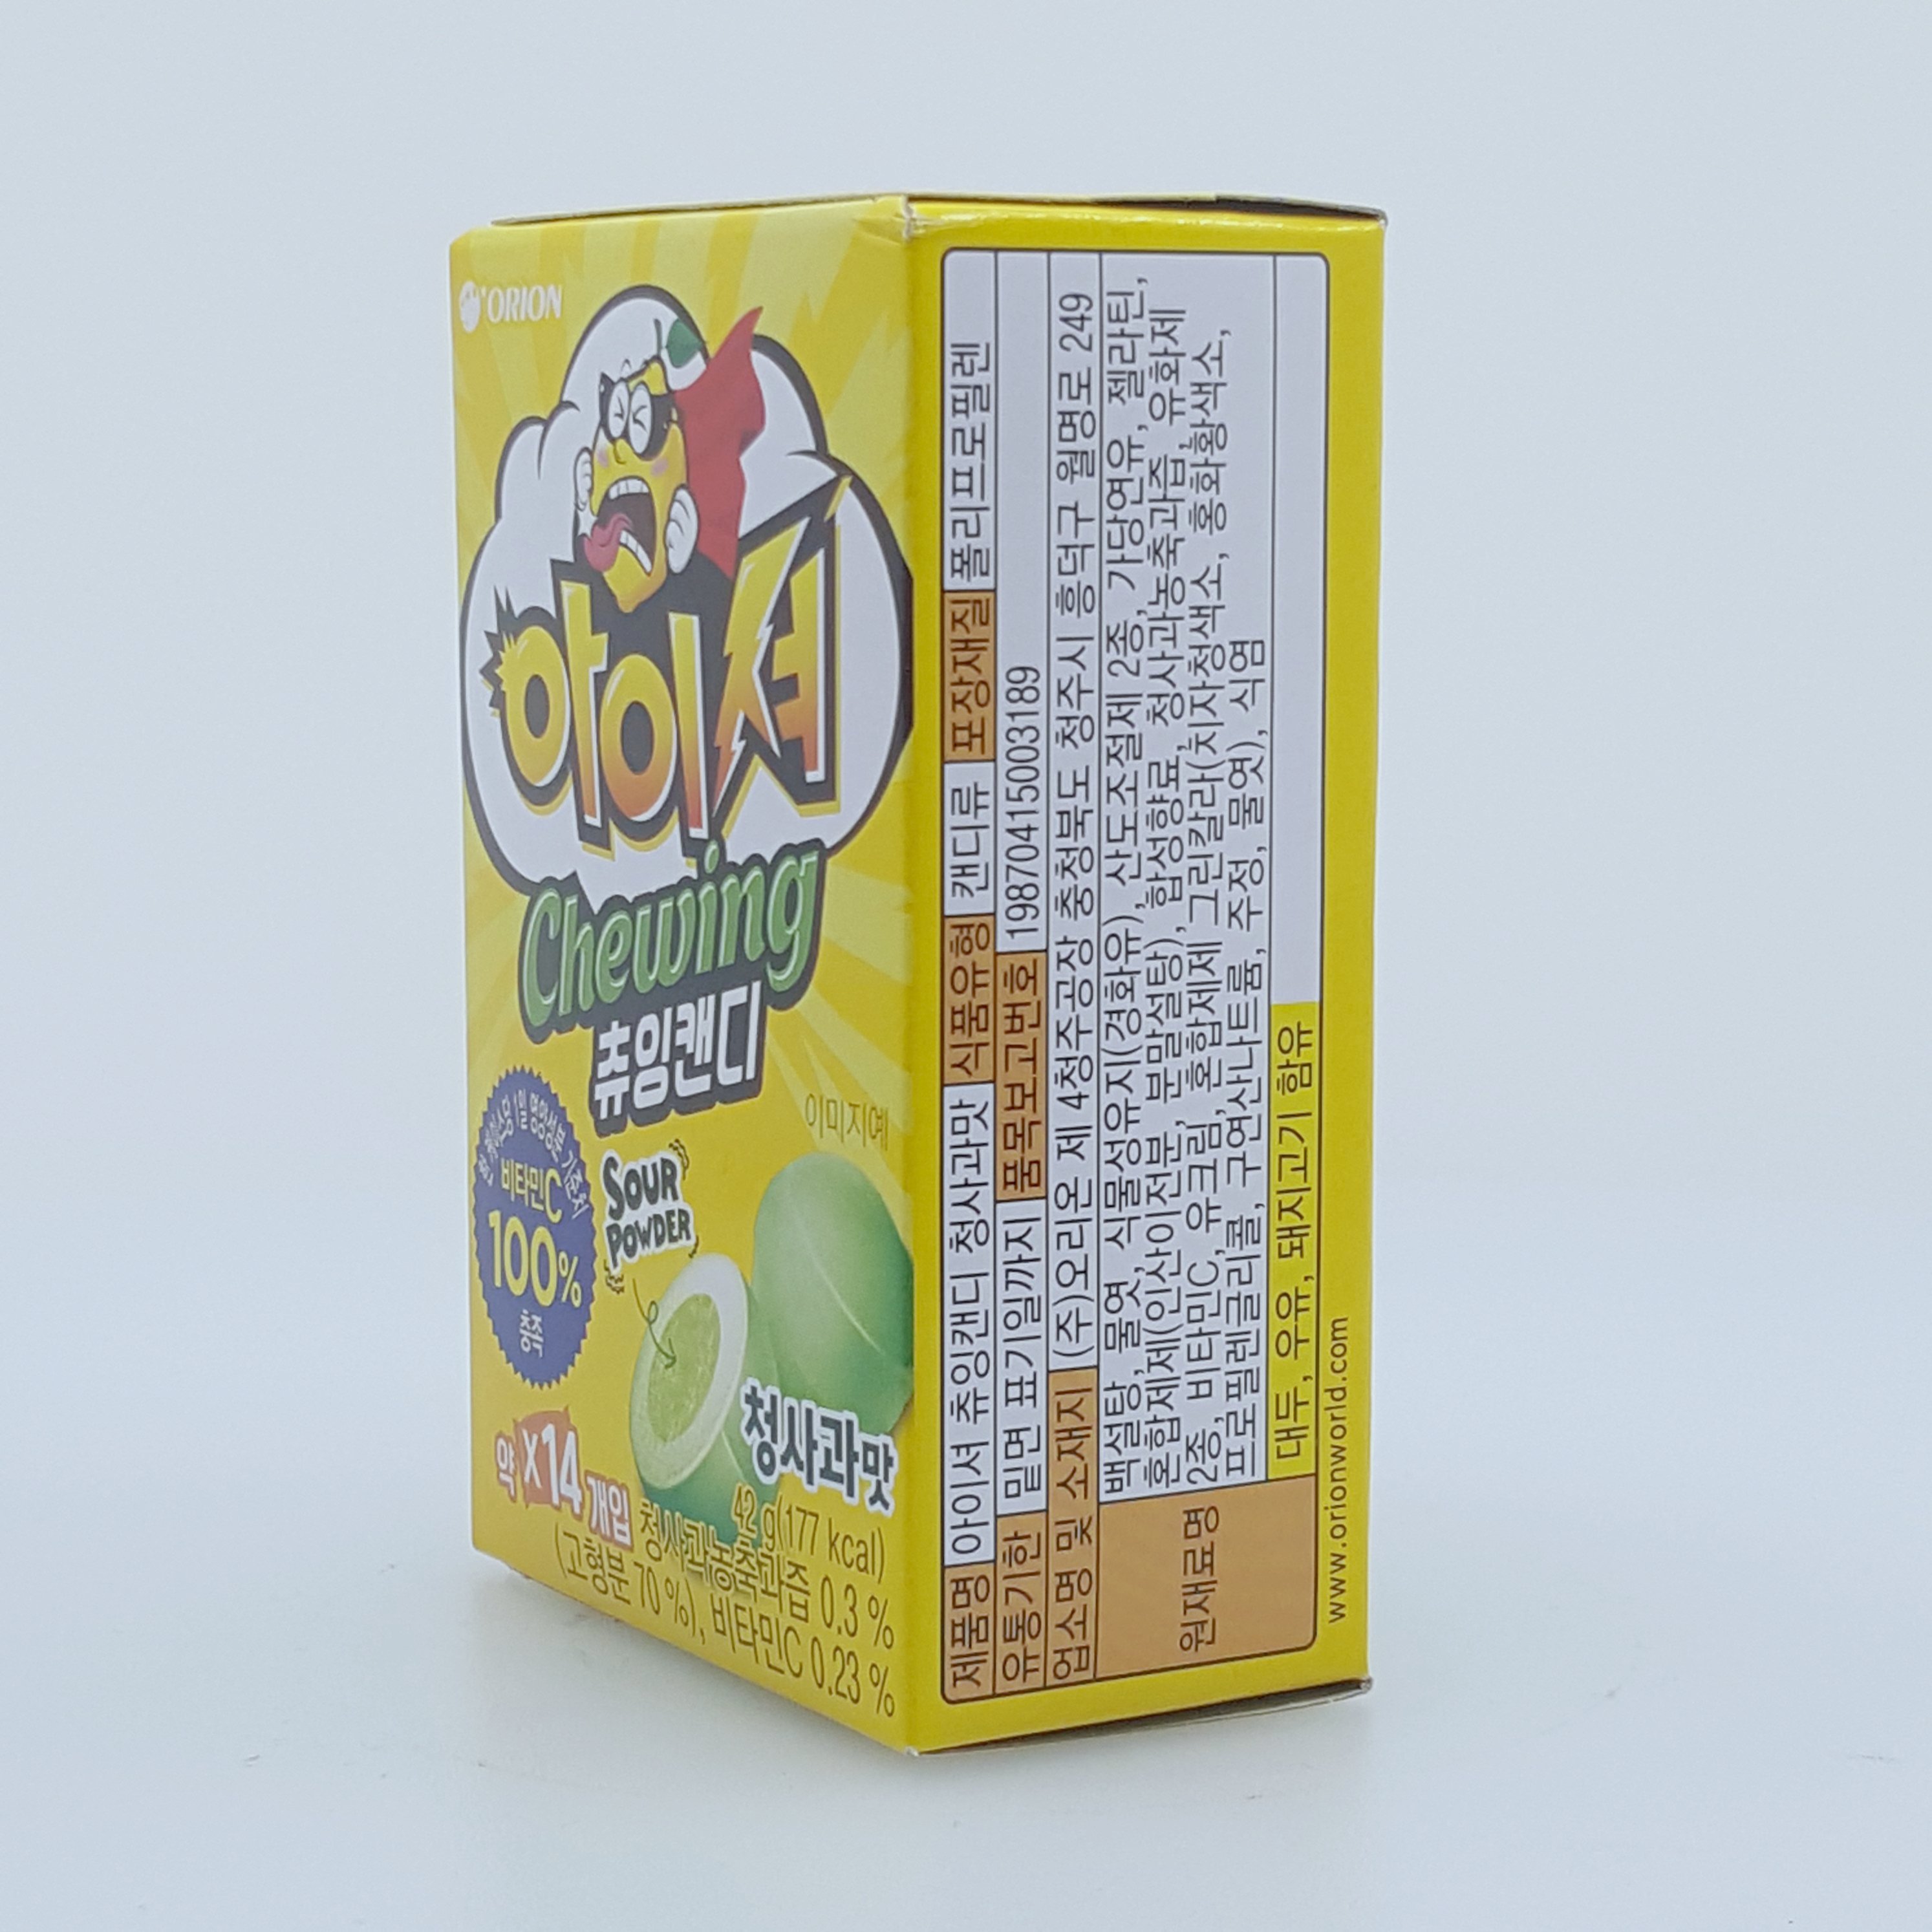 ORION
아이셔
Chewing
츄잉캔디
이미지예
1일 영양성분 기준치
비타민C
100%
충족
SOUR
POWDER
청사과맛
약 X14 개입
42 g(177 kcal)
청사과농축과즙 0.3 %
(고형분 70 %), 비타민C 0.23 %
제품명 아이셔 츄잉캔디 청사과맛 식품유형 캔디류 포장재질 폴리프로필렌
유통기한 밑면 표기일까지 품목보고번호 19870415003189
업소명 및 소재지 (주)오리온 제 4청주공장 충청북도 청주시 흥덕구 월명로 249
원재료명
백설탕, 물엿, 식물성유지(경화유), 산도조절제 2종, 가당연유, 젤라틴,
혼합제제(인산이전분, 분말설탕), 합성향료, 청사과농축과즙, 유화제
2종, 비타민C, 유크림, 혼합제제 그린칼라(치자청색소, 홍화황색소,
프로필렌글리콜, 구연산나트륨, 주정, 물엿), 식염
대두, 우유, 돼지고기 함유
www.orionworld.com